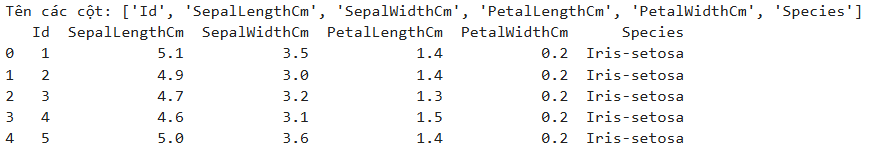 Tên các cột: ['Id', 'SepalLengthCm', 'SepalWidthCm', 'PetalLengthCm', 'PetalWidthCm', 'Species']
   Id  SepalLengthCm  SepalWidthCm  PetalLengthCm  PetalWidthCm      Species
0   1            5.1           3.5            1.4           0.2  Iris-setosa
1   2            4.9           3.0            1.4           0.2  Iris-setosa
2   3            4.7           3.2            1.3           0.2  Iris-setosa
3   4            4.6           3.1            1.5           0.2  Iris-setosa
4   5            5.0           3.6            1.4           0.2  Iris-setosa